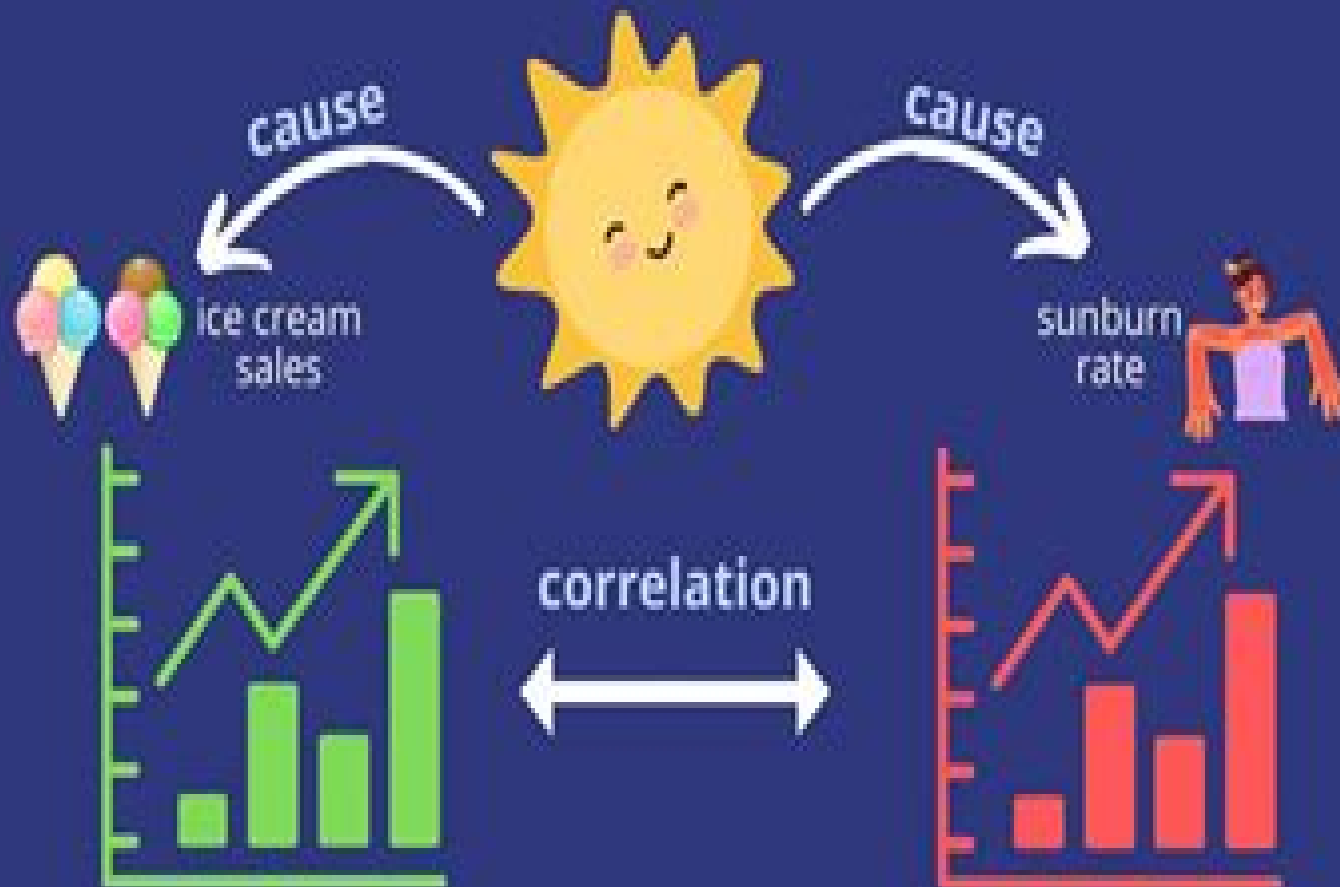 cause
cause
ice cream
sales
sunburn
rate
correlation